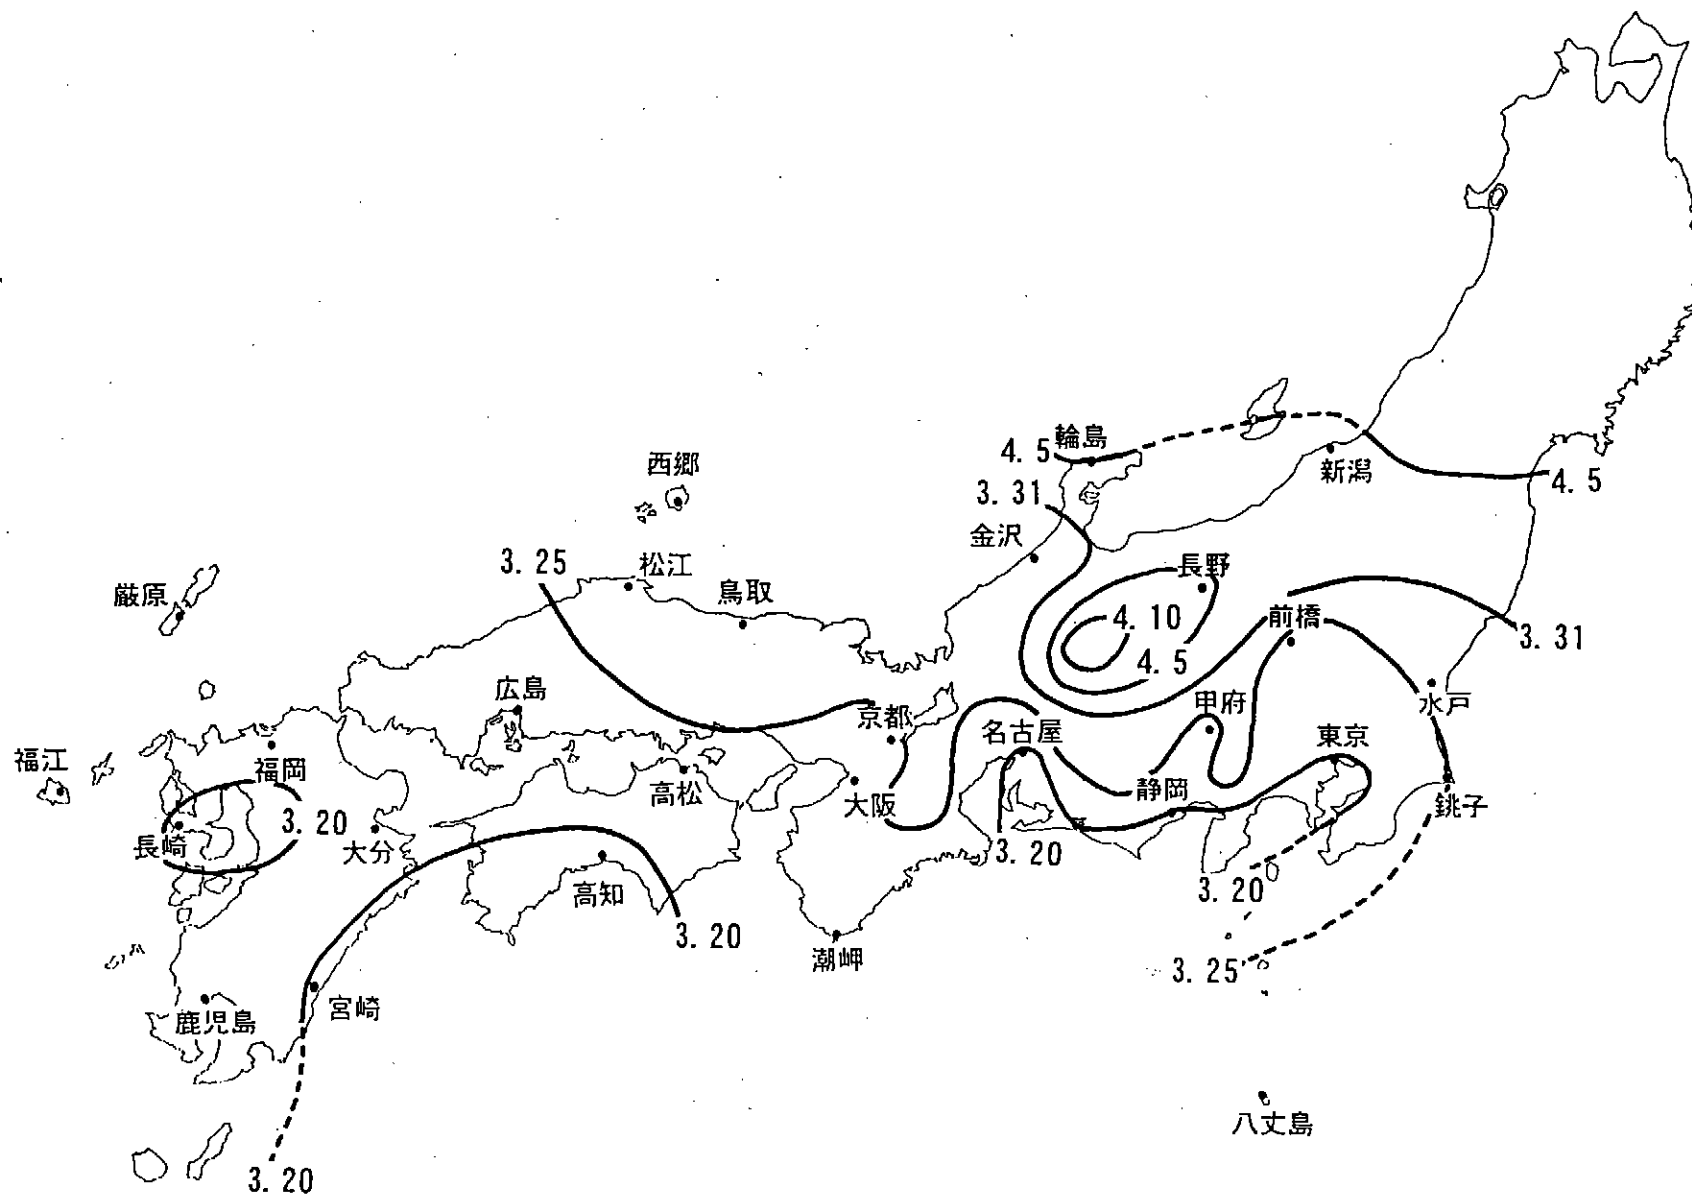 輪島
4. 5
西郷
新潟
4. 5
3. 31
金沢
3. 25
松江
長野
厳原
鳥取
4. 10
前橋
3. 31
4. 5
広島
甲府
水戸
京都
名古屋
東京
福江
福岡
高松
静岡
大阪
銚子
3. 20
長崎
大分
3. 20
高知
3. 20
3. 20
潮岬
3. 25
宮崎
鹿児島
八丈島
3. 20